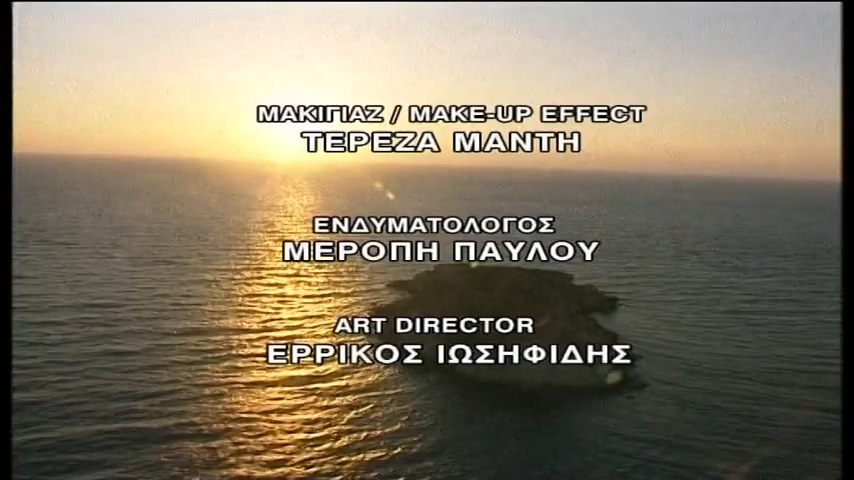 ΜΑΚΙΓΙΑΖ / MAKE-UP EFFECT
ΤΕΡΕΖΑ ΜΑΝΤΗ
ΕΝΔΥΜΑΤΟΛΟΓΟΣ
ΜΕΡΟΠΗ ΠΑΥΛΟΥ
ART DIRECTOR
ΕΡΡΙΚΟΣ ΙΩΣΗΦΙΔΗΣ